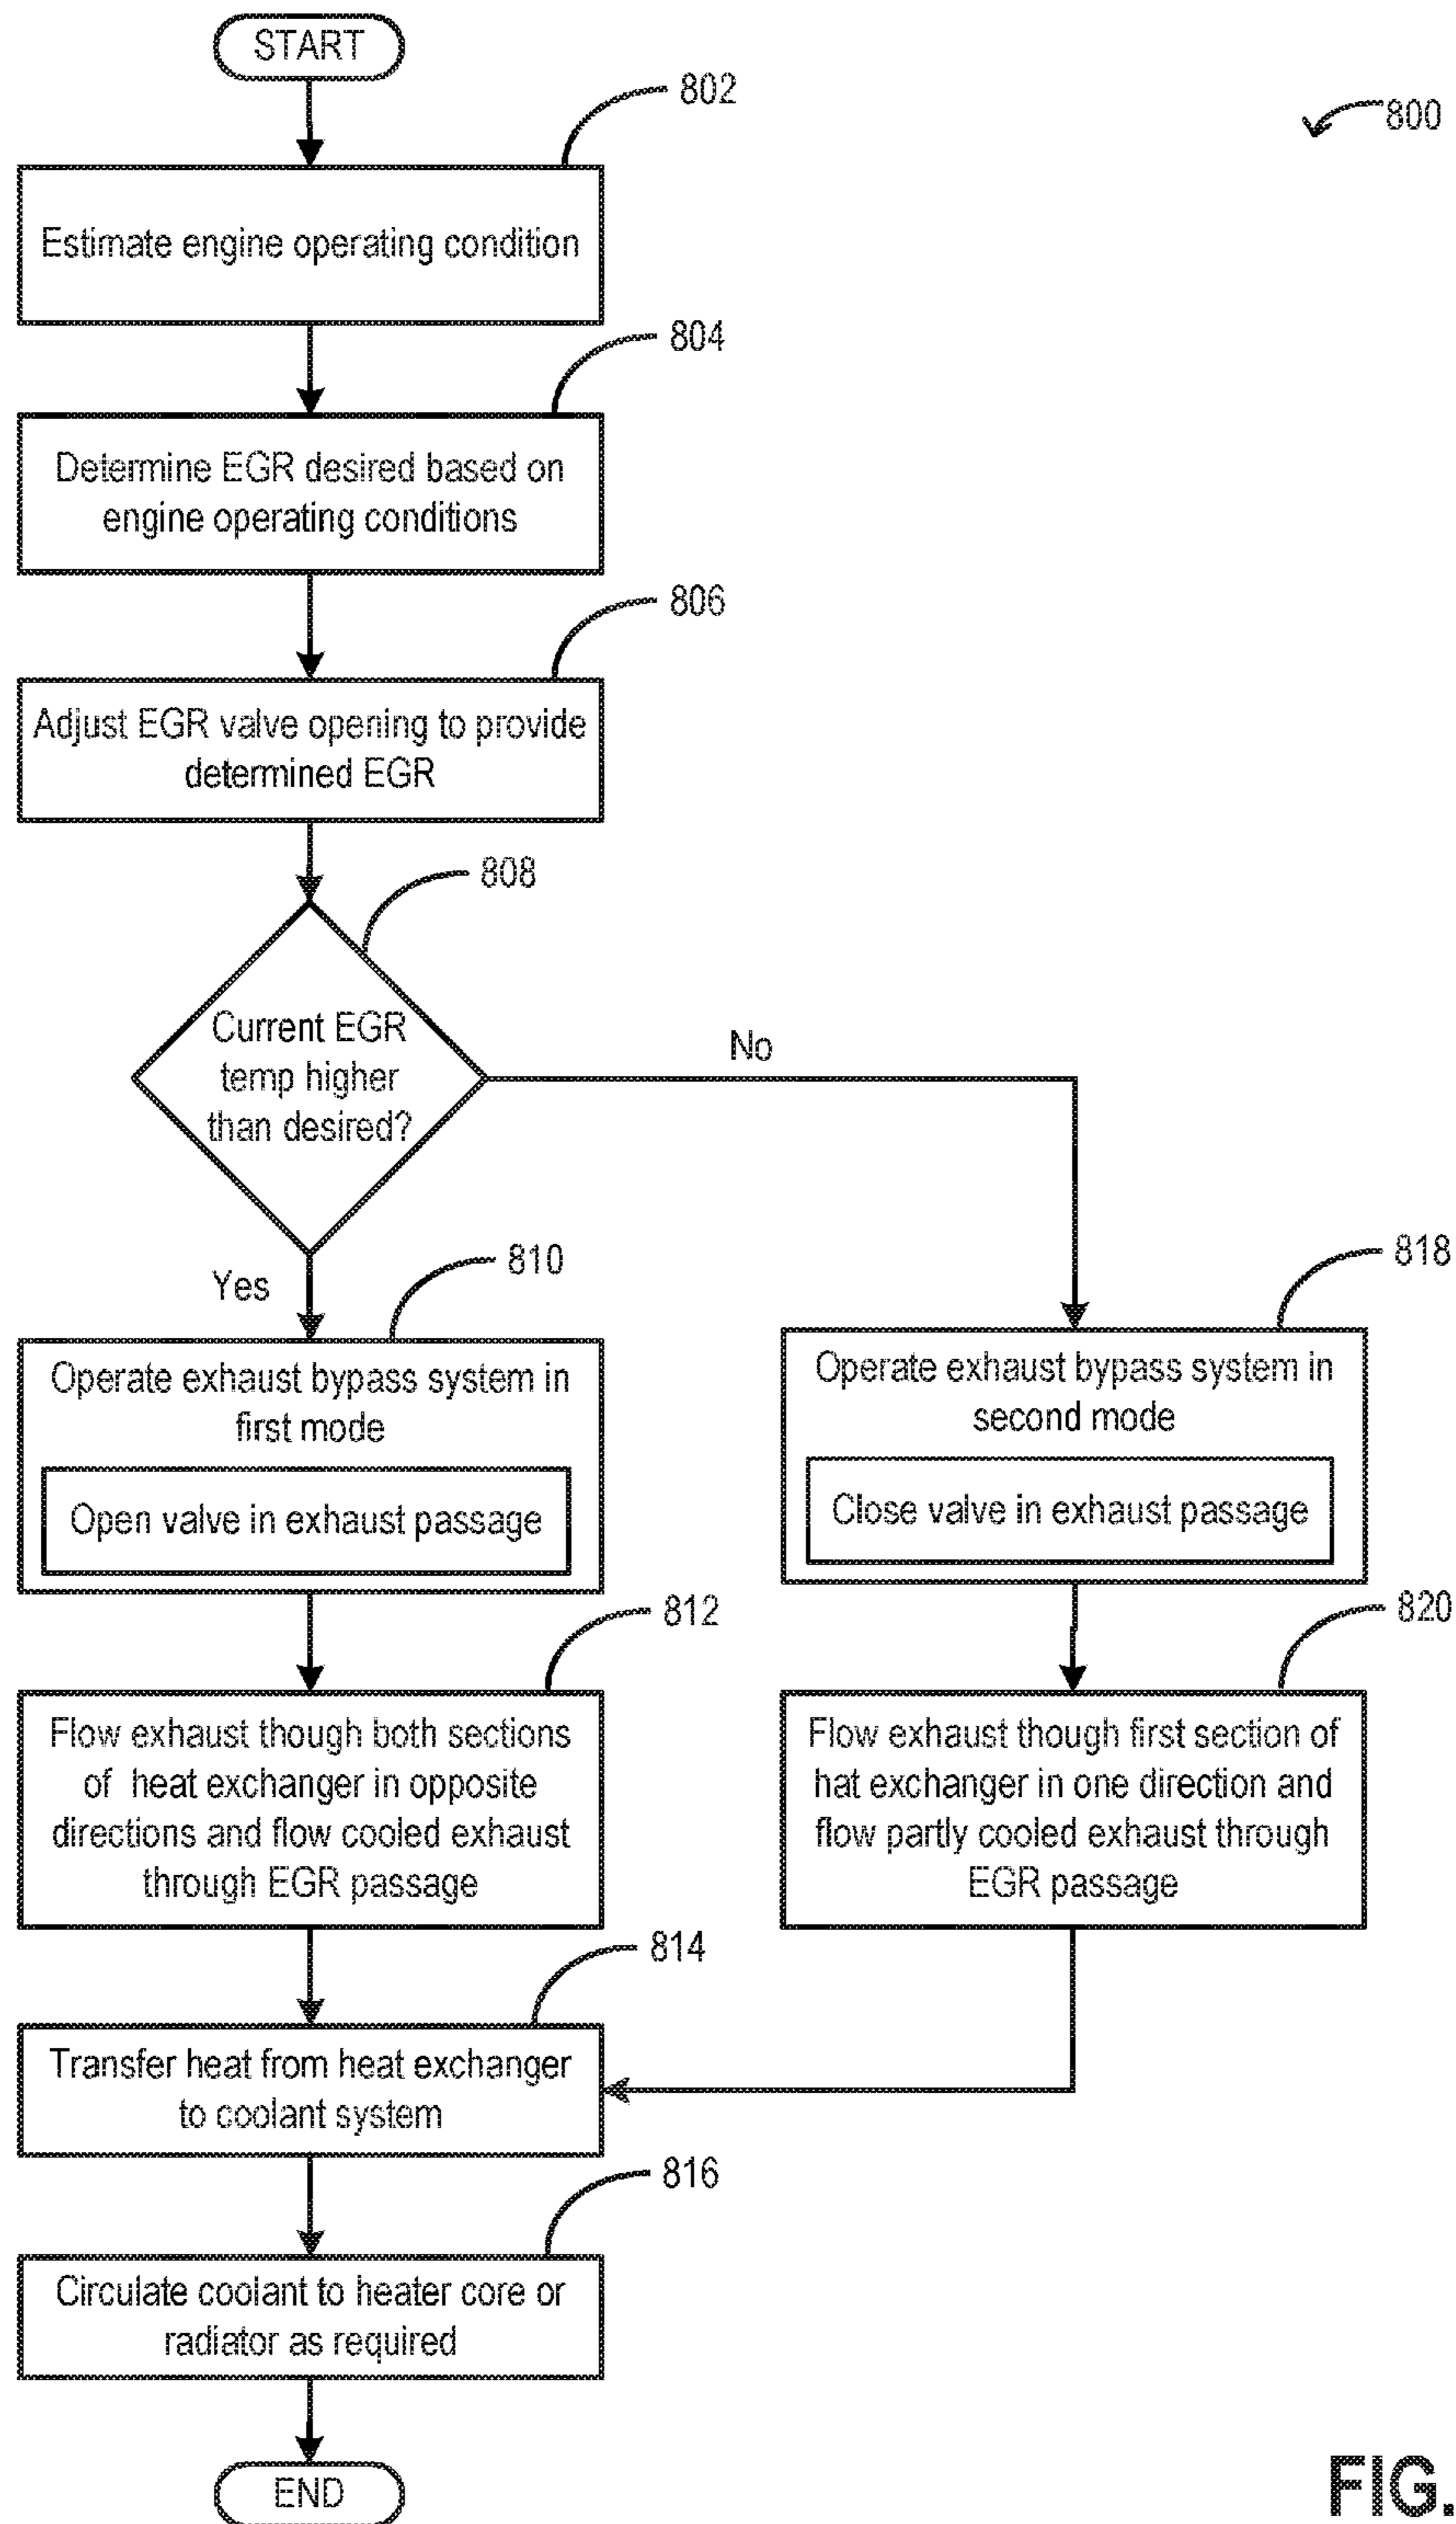 START
802
800
Estimate engine operating condition
804
Determine EGR desired based on
engine operating conditions
806
Adjust EGR valve opening to provide
determined EGR
808
Current EGR
temp higher
than desired?
No
Yes
810
Operate exhaust bypass system in
first mode
Open valve in exhaust passage
818
Operate exhaust bypass system in
second mode
Close valve in exhaust passage
812
Flow exhaust though both sections
of heat exchanger in opposite
directions and flow cooled exhaust
through EGR passage
820
Flow exhaust though first section of
hat exchanger in one direction and
flow partly cooled exhaust through
EGR passage
814
Transfer heat from heat exchanger
to coolant system
816
Circulate coolant to heater core or
radiator as required
END
FIG.